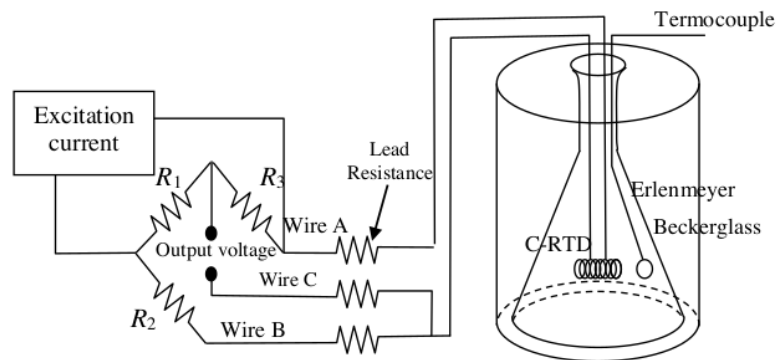 Termocouple
Excitation
current
Lead
Resistance
R1
R3
Wire A
Erlenmeyer
Beckerglass
C-RTD
Output voltage
Wire C
R2
Wire B